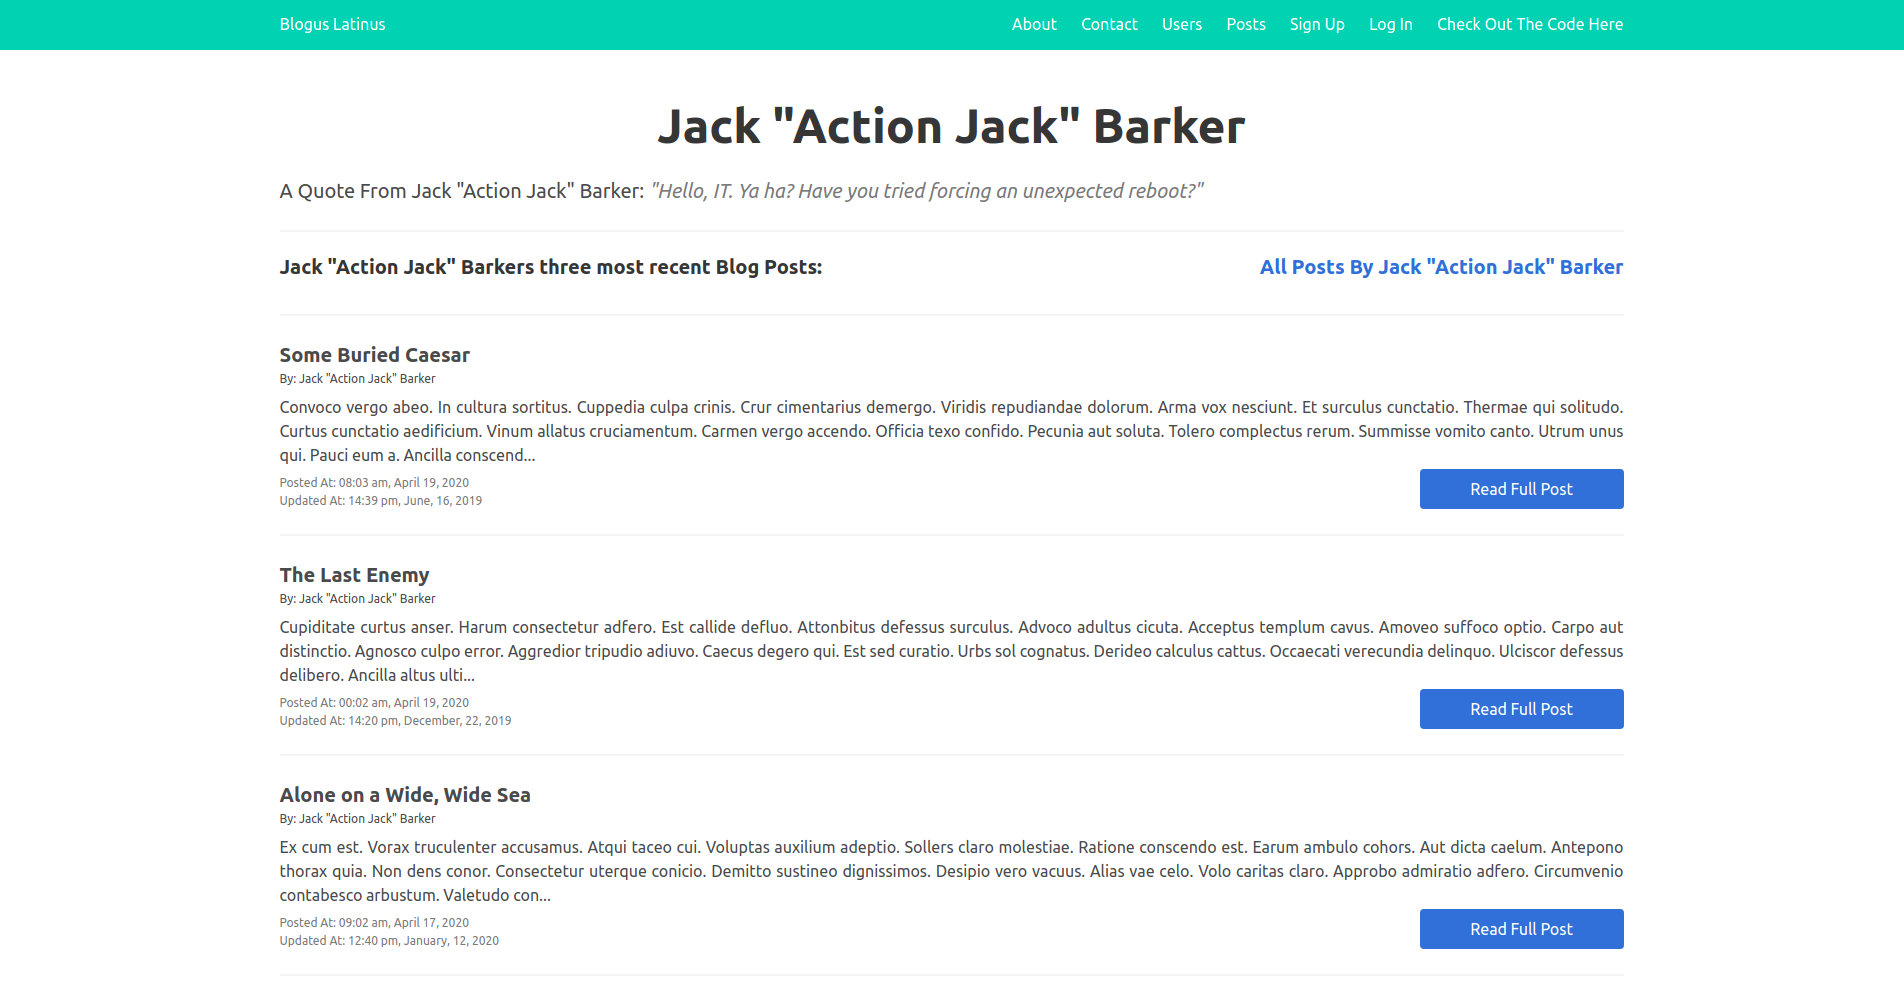 Blogus Latinus
About Contact Users Posts Sign Up Log In Check Out The Code Here
Jack "Action Jack" Barker
A Quote From Jack "Action Jack" Barker: "Hello, IT. Ya ha? Have you tried forcing an unexpected reboot?"
Jack "Action Jack" Barkers three most recent Blog Posts:
All Posts By Jack "Action Jack" Barker
Some Buried Caesar
By: Jack "Action Jack" Barker
Convoco vergo abeo. In cultura sortitus. Cuppedia culpa crinis. Crur cimentarius demergo. Viridis repudiandae dolorum. Arma vox nesciunt. Et surculus cunctatio. Thermae qui solitudo.
Curtus cunctatio aedificium. Vinum allatus cruciamentum. Carmen vergo accendo. Officia texo confido. Pecunia aut soluta. Tolero complectus rerum. Summisse vomito canto. Utrum unus
qui. Pauci eum a. Ancilla conscend...
Posted At: 08:03 am, April 19, 2020
Updated At: 14:39 pm, June, 16, 2019
Read Full Post
The Last Enemy
By: Jack "Action Jack" Barker
Cupiditate curtus anser. Harum consectetur adfero. Est callide defluo. Attonbitus defessus surculus. Advoco adultus cicuta. Acceptus templum cavus. Amoveo suffoco optio. Carpo aut
distinctio. Agnosco culpo error. Aggredior tripudio adiuvo. Caecus degero qui. Est sed curatio. Urbs sol cognatus. Derideo calculus cattus. Occaecati verecundia delinquo. Ulciscor defessus
delibero. Ancilla altus ulti...
Posted At: 00:02 am, April 19, 2020
Updated At: 14:20 pm, December, 22, 2019
Read Full Post
Alone on a Wide, Wide Sea
By: Jack "Action Jack" Barker
Ex cum est. Vorax truculenter accusamus. Atqui taceo cui. Voluptas auxilium adeptio. Sollers claro molestiae. Ratione conscendo est. Earum ambulo cohors. Aut dicta caelum. Antepono
thorax quia. Non dens conor. Consectetur uterque conicio. Demitto sustineo dignissimos. Desipio vero vacuus. Alias vae celo. Volo caritas claro. Approbo admiratio adfero. Circumvenio
contabesco arbustum. Valetudo con...
Posted At: 09:02 am, April 17, 2020
Updated At: 12:40 pm, January, 12, 2020
Read Full Post